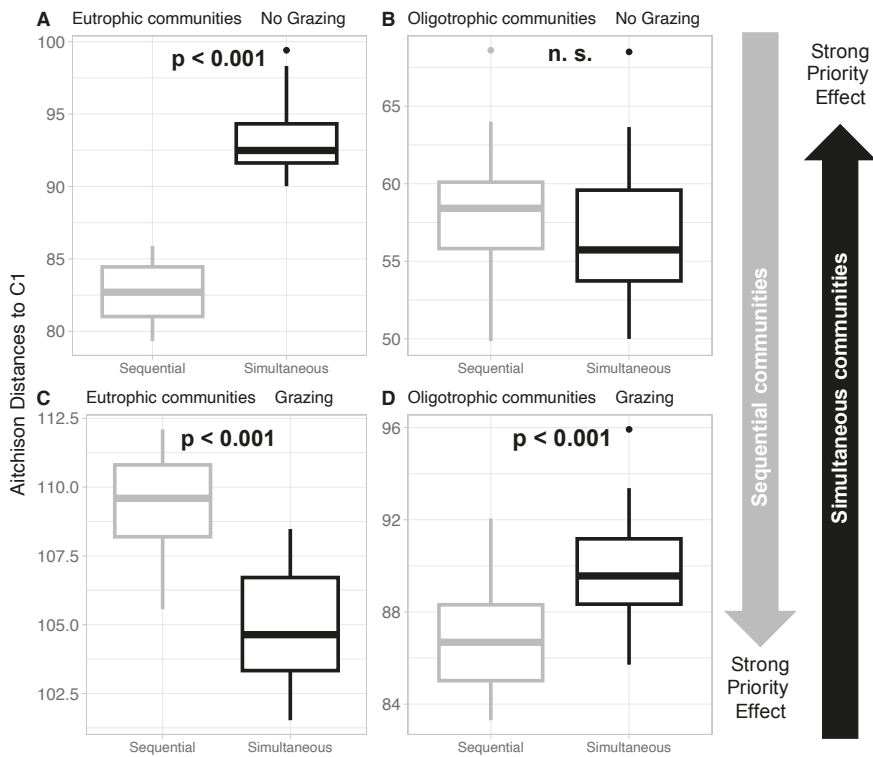 A Eutrophic communities No Grazing
p < 0.001
100
95
90
85
80
Sequential Simultaneous
B Oligotrophic communities No Grazing
n. s.
65
60
55
50
Sequential Simultaneous
C Eutrophic communities Grazing
p < 0.001
112.5
110.0
107.5
105.0
102.5
Sequential Simultaneous
D Oligotrophic communities Grazing
p < 0.001
96
92
88
84
Sequential Simultaneous
Aitchison Distances to C1
Strong
Priority
Effect
Sequential communities
Simultaneous communities
Strong
Priority
Effect